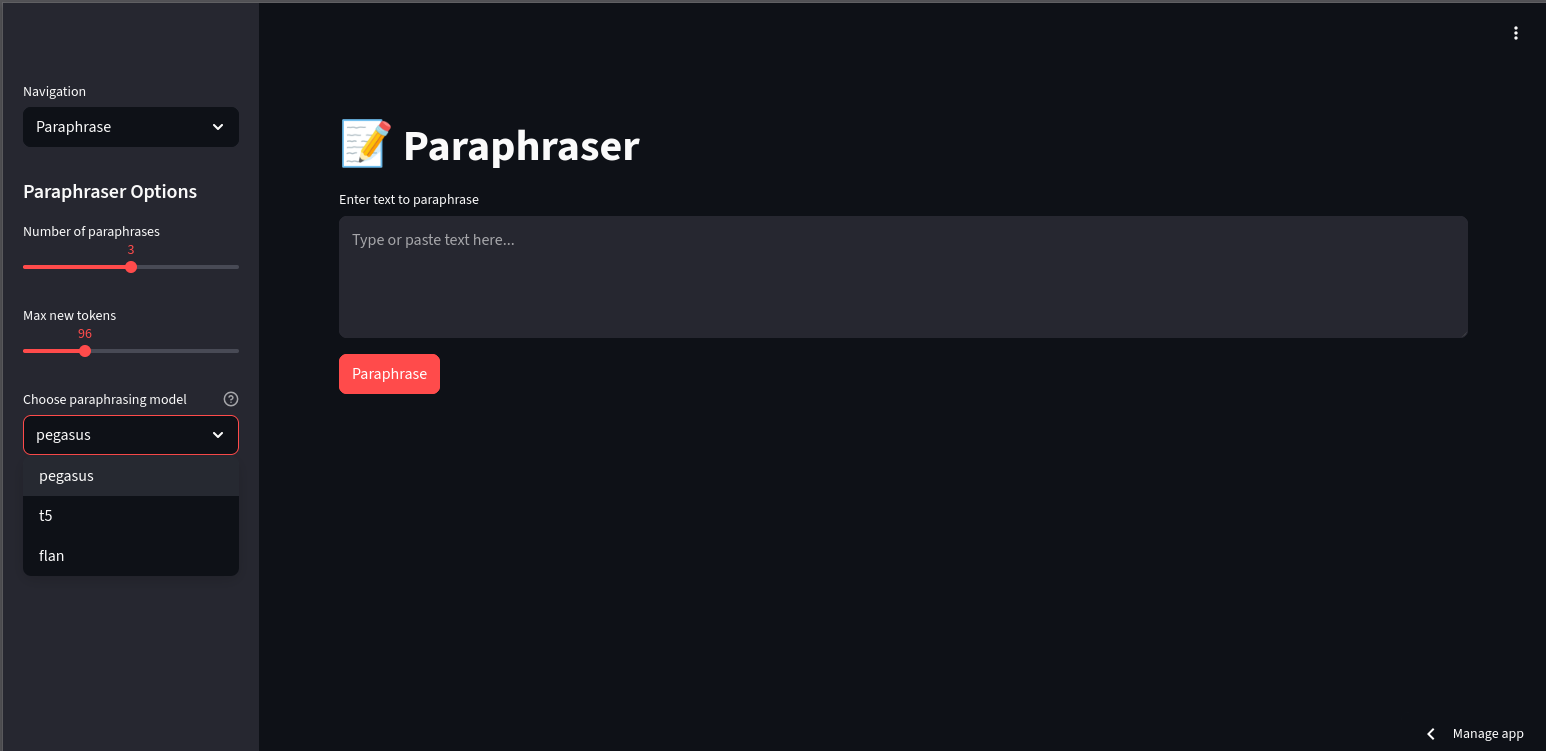 Navigation
Paraphrase
Paraphraser Options
Number of paraphrases
3
Max new tokens
96
Choose paraphrasing model
pegasus
pegasus
t5
flan
📝 Paraphraser
Enter text to paraphrase
Type or paste text here...
Paraphrase
Manage app